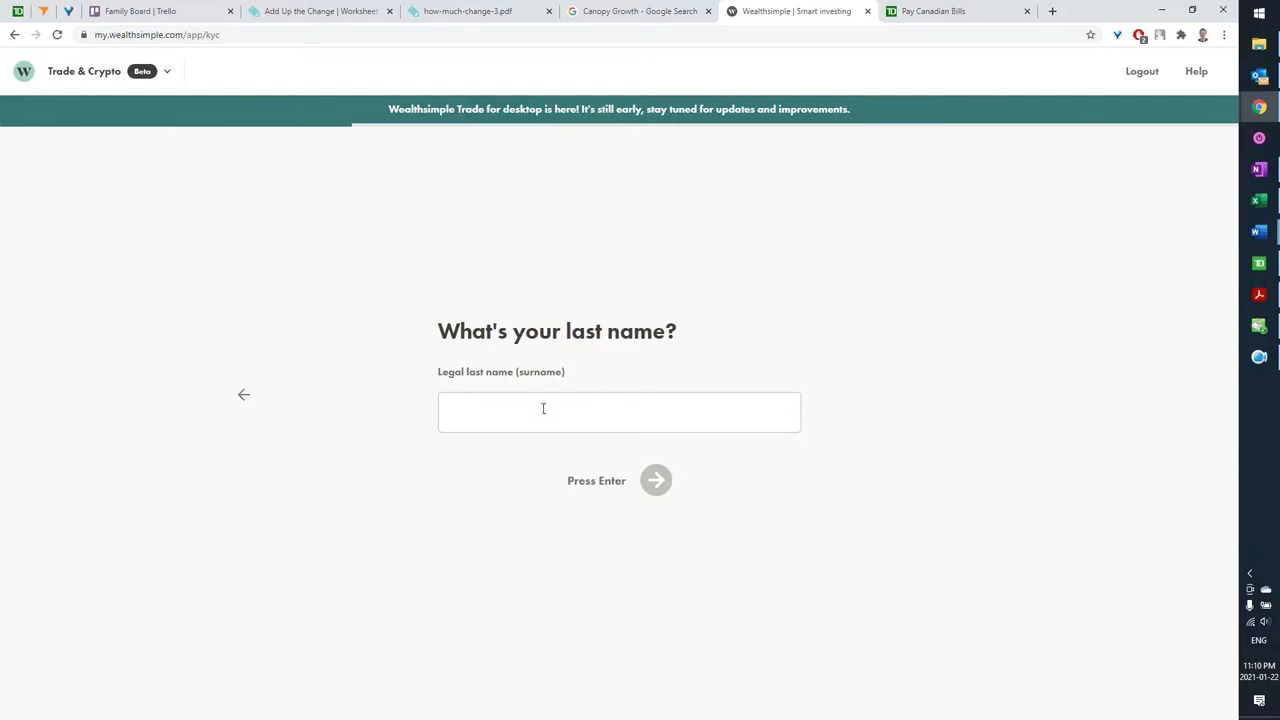 Family Board | Trello
Add Up the Change | Workshee!
how-much-change-3.pdf
Canopy Growth - Google Search
Wealthsimple | Smart investing
Pay Canadian Bills
my.wealthsimple.com/app/kyc
W
Trade & Crypto
Beta
Logout
Help
Wealthsimple Trade for desktop is here! It's still early, stay tuned for updates and improvements.
What's your last name?
Legal last name (surname)
Press Enter
ENG
11:10 PM
2021-01-22